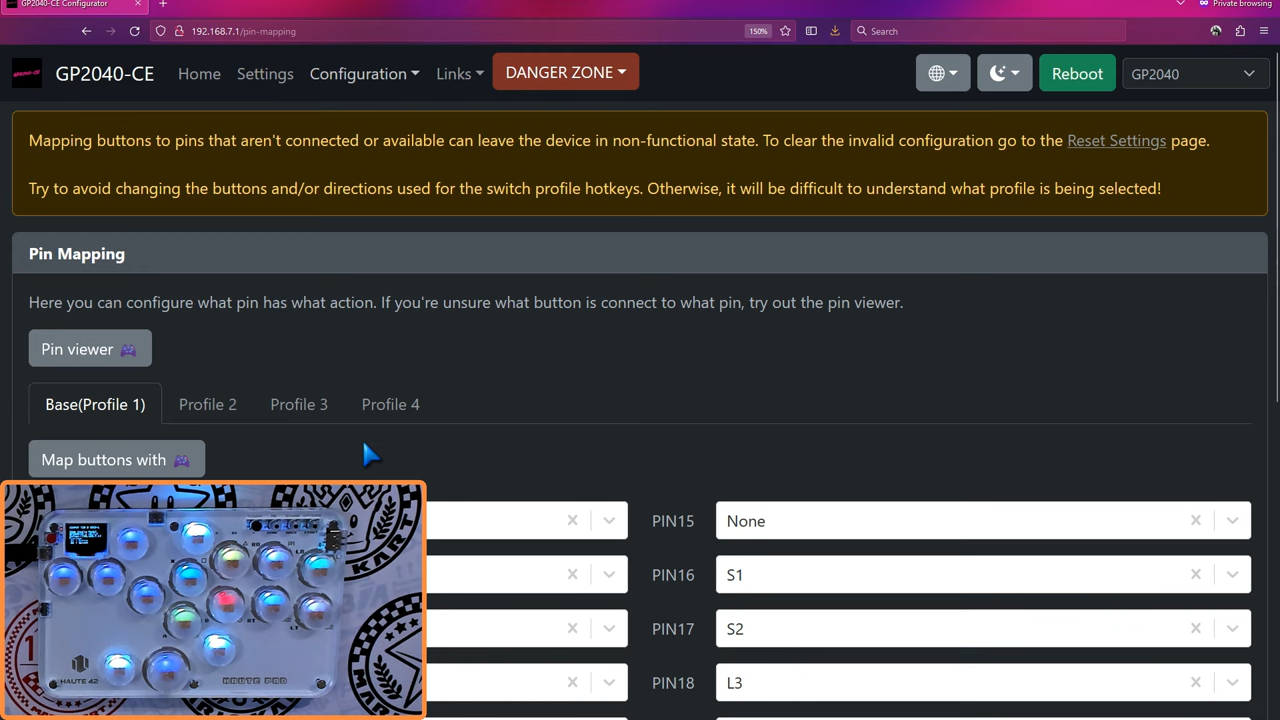 GP2040-CE Configurator
Private browsing
192.168.7.1/pin-mapping
150%
Search
GP2040-CE
Home
Settings
Configuration
Links
DANGER ZONE
Reboot
GP2040
Mapping buttons to pins that aren't connected or available can leave the device in non-functional state. To clear the invalid configuration go to the Reset Settings page.
Try to avoid changing the buttons and/or directions used for the switch profile hotkeys. Otherwise, it will be difficult to understand what profile is being selected!
Pin Mapping
Here you can configure what pin has what action. If you're unsure what button is connect to what pin, try out the pin viewer.
Pin viewer
Base(Profile 1)
Profile 2
Profile 3
Profile 4
Map buttons with
PIN15
None
PIN16
S1
PIN17
S2
PIN18
L3
HAUTE 42
HAUTE PAD